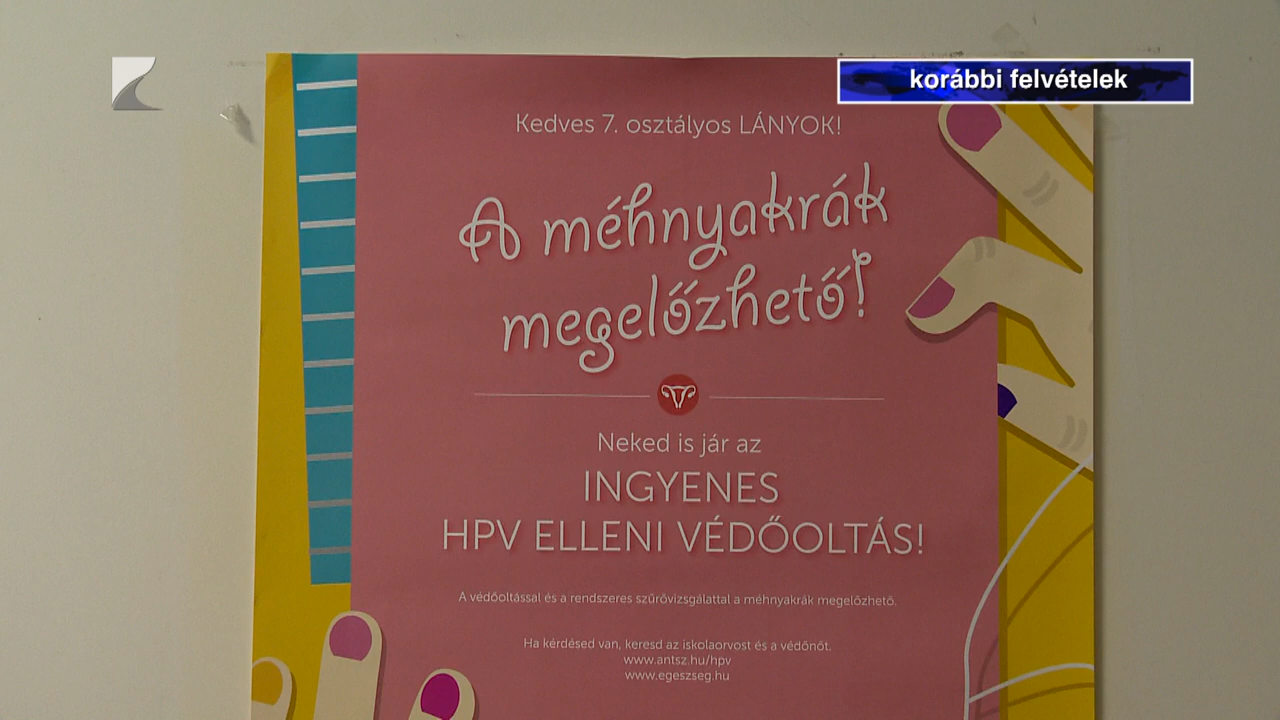 korábbi felvételek
Kedves 7. osztályos LÁNYOK!
A méhnyakrák
megelőzhető!
Neked is jár az
INGYENES
HPV ELLENI VÉDŐOLTÁS!
A védőoltással és a rendszeres szűrővizsgálattal a méhnyakrák megelőzhető.
Ha kérdésed van, keresd az iskolaorvost és a védőnőt.
www.antsz.hu/hpv
www.egeszseg.hu